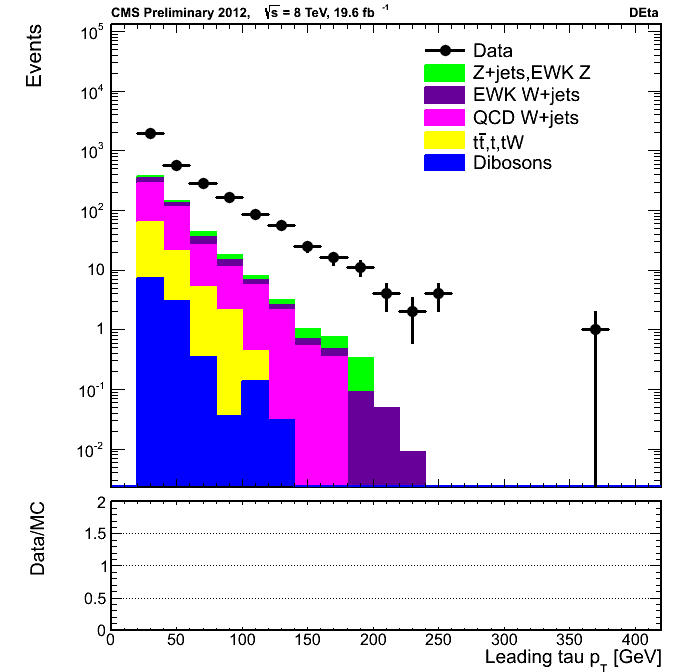 CMS Preliminary 2012, √s = 8 TeV, 19.6 fb⁻¹ DEta
Events
10⁵
10⁴
10³
10²
10
1
10⁻¹
10⁻²
Data
Z+jets,EWK Z
EWK W+jets
QCD W+jets
tt̄,t,tW
Dibosons
Data/MC
2
1.5
1
0.5
0
0 50 100 150 200 250 300 350 400
Leading tau p_T [GeV]